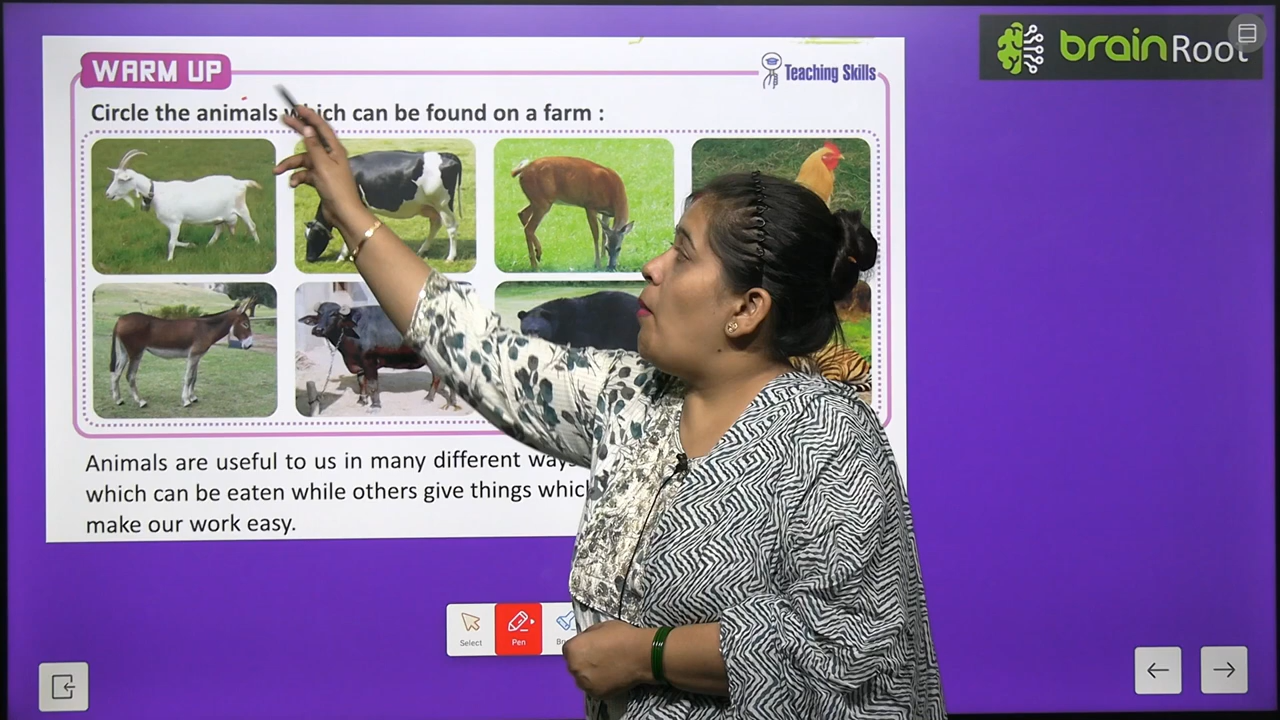 WARM UP
Teaching Skills
brainRoot
Circle the animals which can be found on a farm :
Animals are useful to us in many different ways
which can be eaten while others give things which
make our work easy.
Select
Pen